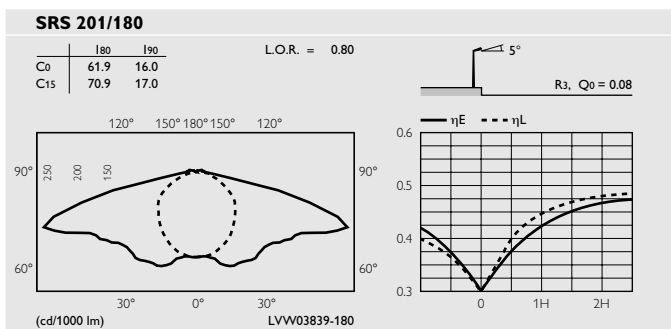 SRS 201/180
I80 I90
C0 61.9 16.0
C15 70.9 17.0
L.O.R. = 0.80
5°
R3, Q0 = 0.08
120° 150° 180° 150° 120°
90° 250 200 150 90°
60° 60°
30° 0° 30°
(cd/1000 lm) LVW03839-180
ηE ηL
0.6
0.5
0.4
0.3
0 1H 2H